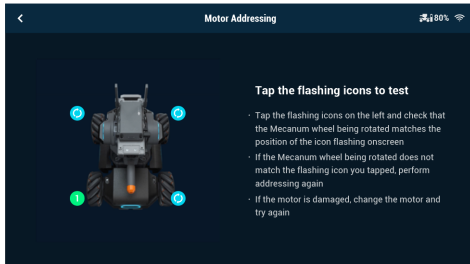 Motor Addressing
80%
Tap the flashing icons to test
· Tap the flashing icons on the left and check that
the Mecanum wheel being rotated matches the
position of the icon flashing onscreen
· If the Mecanum wheel being rotated does not
match the flashing icon you tapped, perform
addressing again
· If the motor is damaged, change the motor and
try again
1